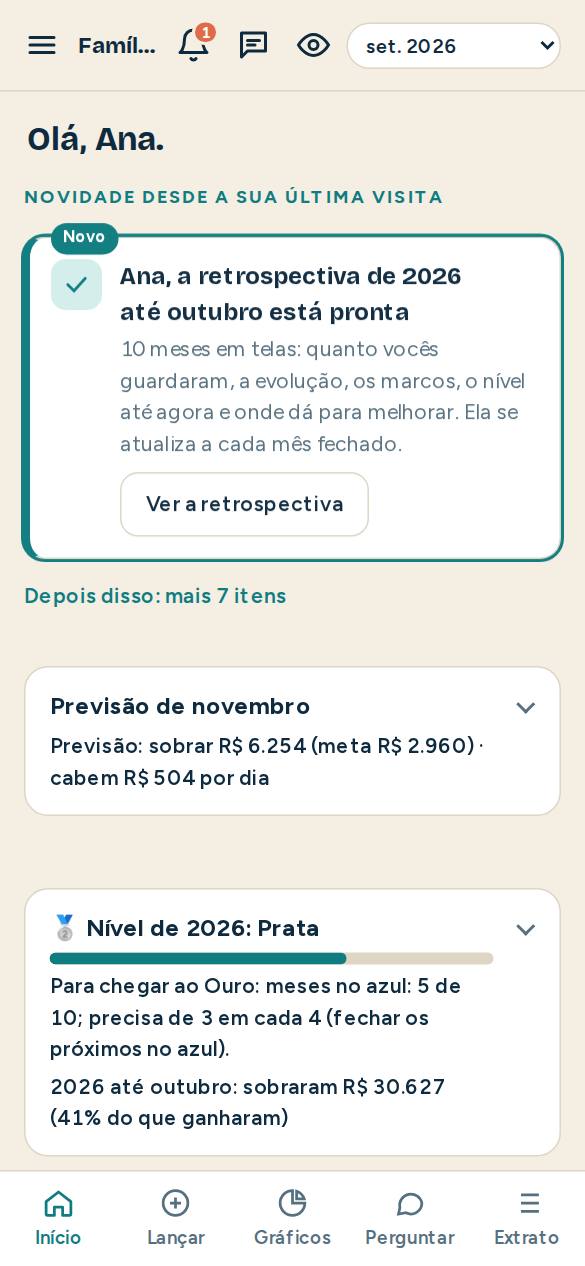 Famíl...
1
set. 2026
Olá, Ana.
NOVIDADE DESDE A SUA ÚLTIMA VISITA
Novo
Ana, a retrospectiva de 2026
até outubro está pronta
10 meses em telas: quanto vocês
guardaram, a evolução, os marcos, o nível
até agora e onde dá para melhorar. Ela se
atualiza a cada mês fechado.
Ver a retrospectiva
Depois disso: mais 7 itens
Previsão de novembro
Previsão: sobrar R$ 6.254 (meta R$ 2.960) ·
cabem R$ 504 por dia
Nível de 2026: Prata
Para chegar ao Ouro: meses no azul: 5 de
10; precisa de 3 em cada 4 (fechar os
próximos no azul).
2026 até outubro: sobraram R$ 30.627
(41% do que ganharam)
Início
Lançar
Gráficos
Perguntar
Extrato